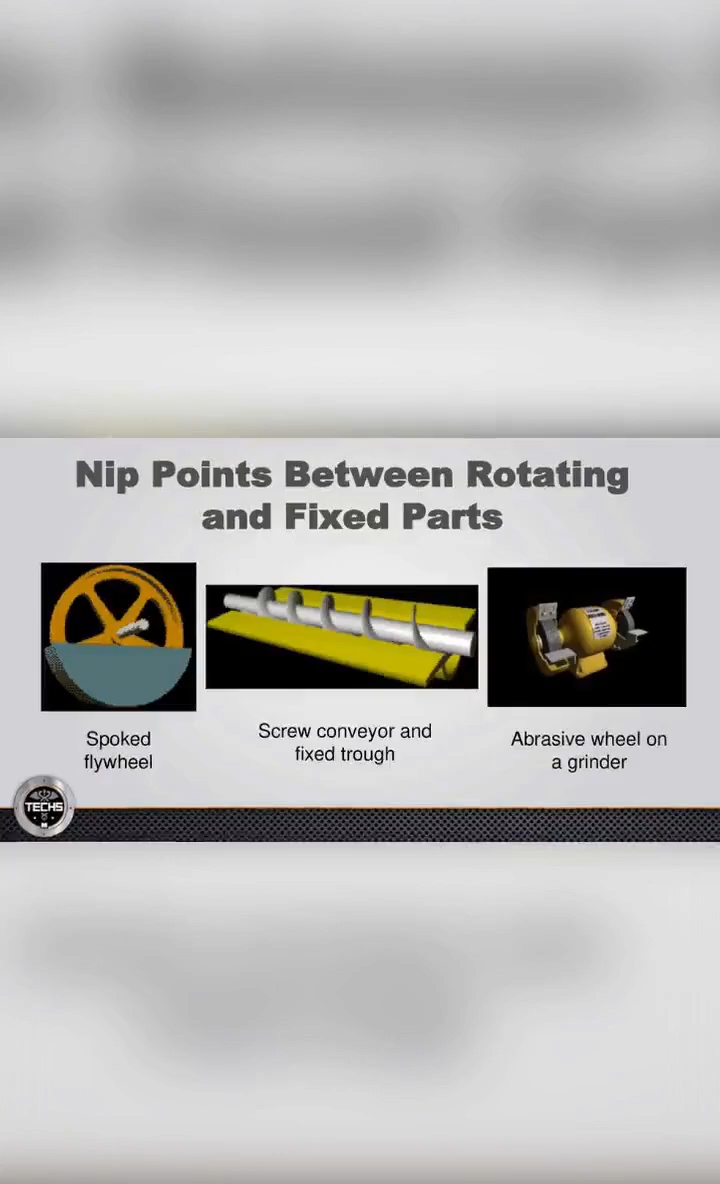 Nip Points Between Rotating
and Fixed Parts
Spoked
flywheel
Screw conveyor and
fixed trough
Abrasive wheel on
a grinder
TECHS